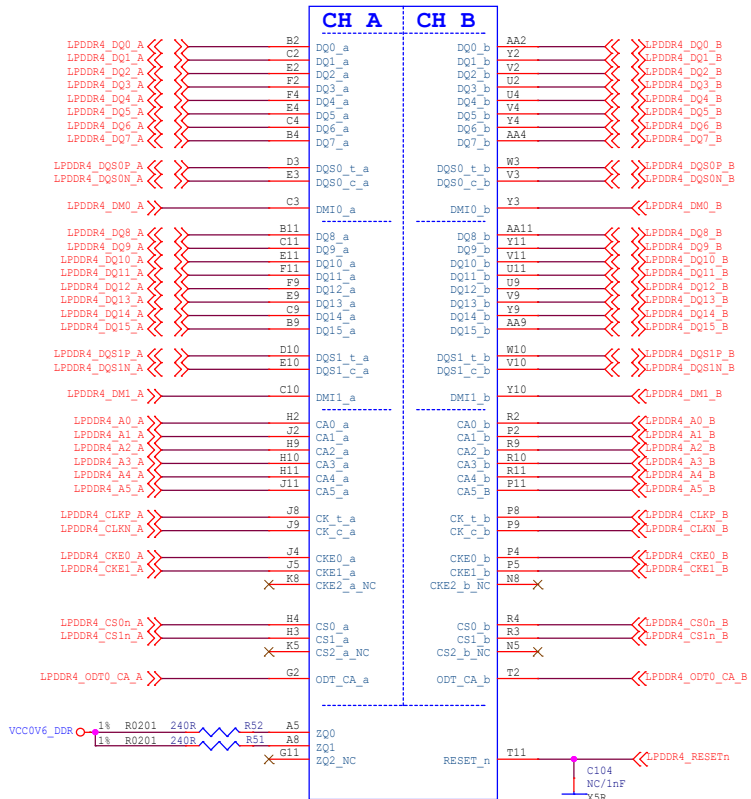 CH A CH B
LPDDR4_DQ0_A B2 DQ0_a DQ0_b AA2 LPDDR4_DQ0_B
LPDDR4_DQ1_A C2 DQ1_a DQ1_b Y2 LPDDR4_DQ1_B
LPDDR4_DQ2_A E2 DQ2_a DQ2_b V2 LPDDR4_DQ2_B
LPDDR4_DQ3_A F2 DQ3_a DQ3_b U2 LPDDR4_DQ3_B
LPDDR4_DQ4_A F4 DQ4_a DQ4_b U4 LPDDR4_DQ4_B
LPDDR4_DQ5_A E4 DQ5_a DQ5_b V4 LPDDR4_DQ5_B
LPDDR4_DQ6_A C4 DQ6_a DQ6_b Y4 LPDDR4_DQ6_B
LPDDR4_DQ7_A B4 DQ7_a DQ7_b AA4 LPDDR4_DQ7_B
LPDDR4_DQS0P_A D3 DQS0_t_a DQS0_t_b W3 LPDDR4_DQS0P_B
LPDDR4_DQS0N_A E3 DQS0_c_a DQS0_c_b V3 LPDDR4_DQS0N_B
LPDDR4_DM0_A C3 DMI0_a DMI0_b Y3 LPDDR4_DM0_B
LPDDR4_DQ8_A B11 DQ8_a DQ8_b AA11 LPDDR4_DQ8_B
LPDDR4_DQ9_A C11 DQ9_a DQ9_b Y11 LPDDR4_DQ9_B
LPDDR4_DQ10_A E11 DQ10_a DQ10_b V11 LPDDR4_DQ10_B
LPDDR4_DQ11_A F11 DQ11_a DQ11_b U11 LPDDR4_DQ11_B
LPDDR4_DQ12_A F9 DQ12_a DQ12_b U9 LPDDR4_DQ12_B
LPDDR4_DQ13_A E9 DQ13_a DQ13_b V9 LPDDR4_DQ13_B
LPDDR4_DQ14_A C9 DQ14_a DQ14_b Y9 LPDDR4_DQ14_B
LPDDR4_DQ15_A B9 DQ15_a DQ15_b AA9 LPDDR4_DQ15_B
LPDDR4_DQS1P_A D10 DQS1_t_a DQS1_t_b W10 LPDDR4_DQS1P_B
LPDDR4_DQS1N_A E10 DQS1_c_a DQS1_c_b V10 LPDDR4_DQS1N_B
LPDDR4_DM1_A C10 DMI1_a DMI1_b Y10 LPDDR4_DM1_B
LPDDR4_A0_A H2 CA0_a CA0_b R2 LPDDR4_A0_B
LPDDR4_A1_A J2 CA1_a CA1_b P2 LPDDR4_A1_B
LPDDR4_A2_A H9 CA2_a CA2_b R9 LPDDR4_A2_B
LPDDR4_A3_A H10 CA3_a CA3_b R10 LPDDR4_A3_B
LPDDR4_A4_A H11 CA4_a CA4_b R11 LPDDR4_A4_B
LPDDR4_A5_A J11 CA5_a CA5_B P11 LPDDR4_A5_B
LPDDR4_CLKP_A J8 CK_t_a CK_t_b P8 LPDDR4_CLKP_B
LPDDR4_CLKN_A J9 CK_c_a CK_c_b P9 LPDDR4_CLKN_B
LPDDR4_CKE0_A J4 CKE0_a CKE0_b P4 LPDDR4_CKE0_B
LPDDR4_CKE1_A J5 CKE1_a CKE1_b P5 LPDDR4_CKE1_B
K8 CKE2_a_NC CKE2_b_NC N8
LPDDR4_CS0n_A H4 CS0_a CS0_b R4 LPDDR4_CS0n_B
LPDDR4_CS1n_A H3 CS1_a CS1_b R3 LPDDR4_CS1n_B
K5 CS2_a_NC CS2_b_NC N5
LPDDR4_ODT0_CA_A G2 ODT_CA_a ODT_CA_b T2 LPDDR4_ODT0_CA_B
VCC0V6_DDR 1% R0201 240R R52 A5 ZQ0
1% R0201 240R R51 A8 ZQ1
G11 ZQ2_NC RESET_n T11 LPDDR4_RESETn
C104
NC/1nF
X5R